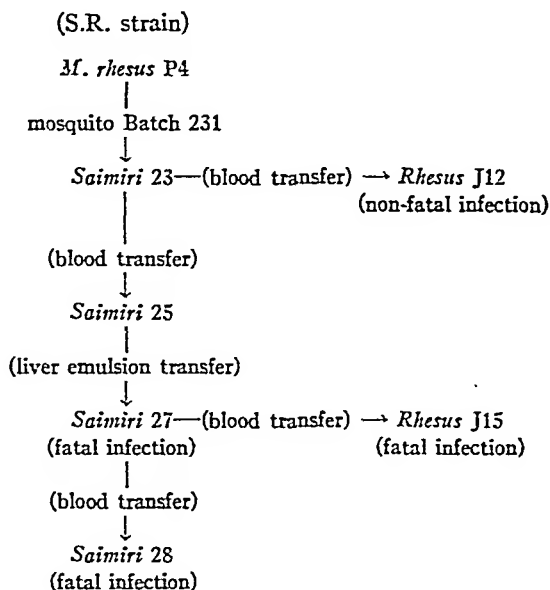 (S.R. strain)
M. rhesus P4
mosquito Batch 231
Saimiri 23—(blood transfer) → Rhesus J12
(non-fatal infection)
(blood transfer)
Saimiri 25
(liver emulsion transfer)
Saimiri 27—(blood transfer) → Rhesus J15
(fatal infection) (fatal infection)
(blood transfer)
Saimiri 28
(fatal infection)